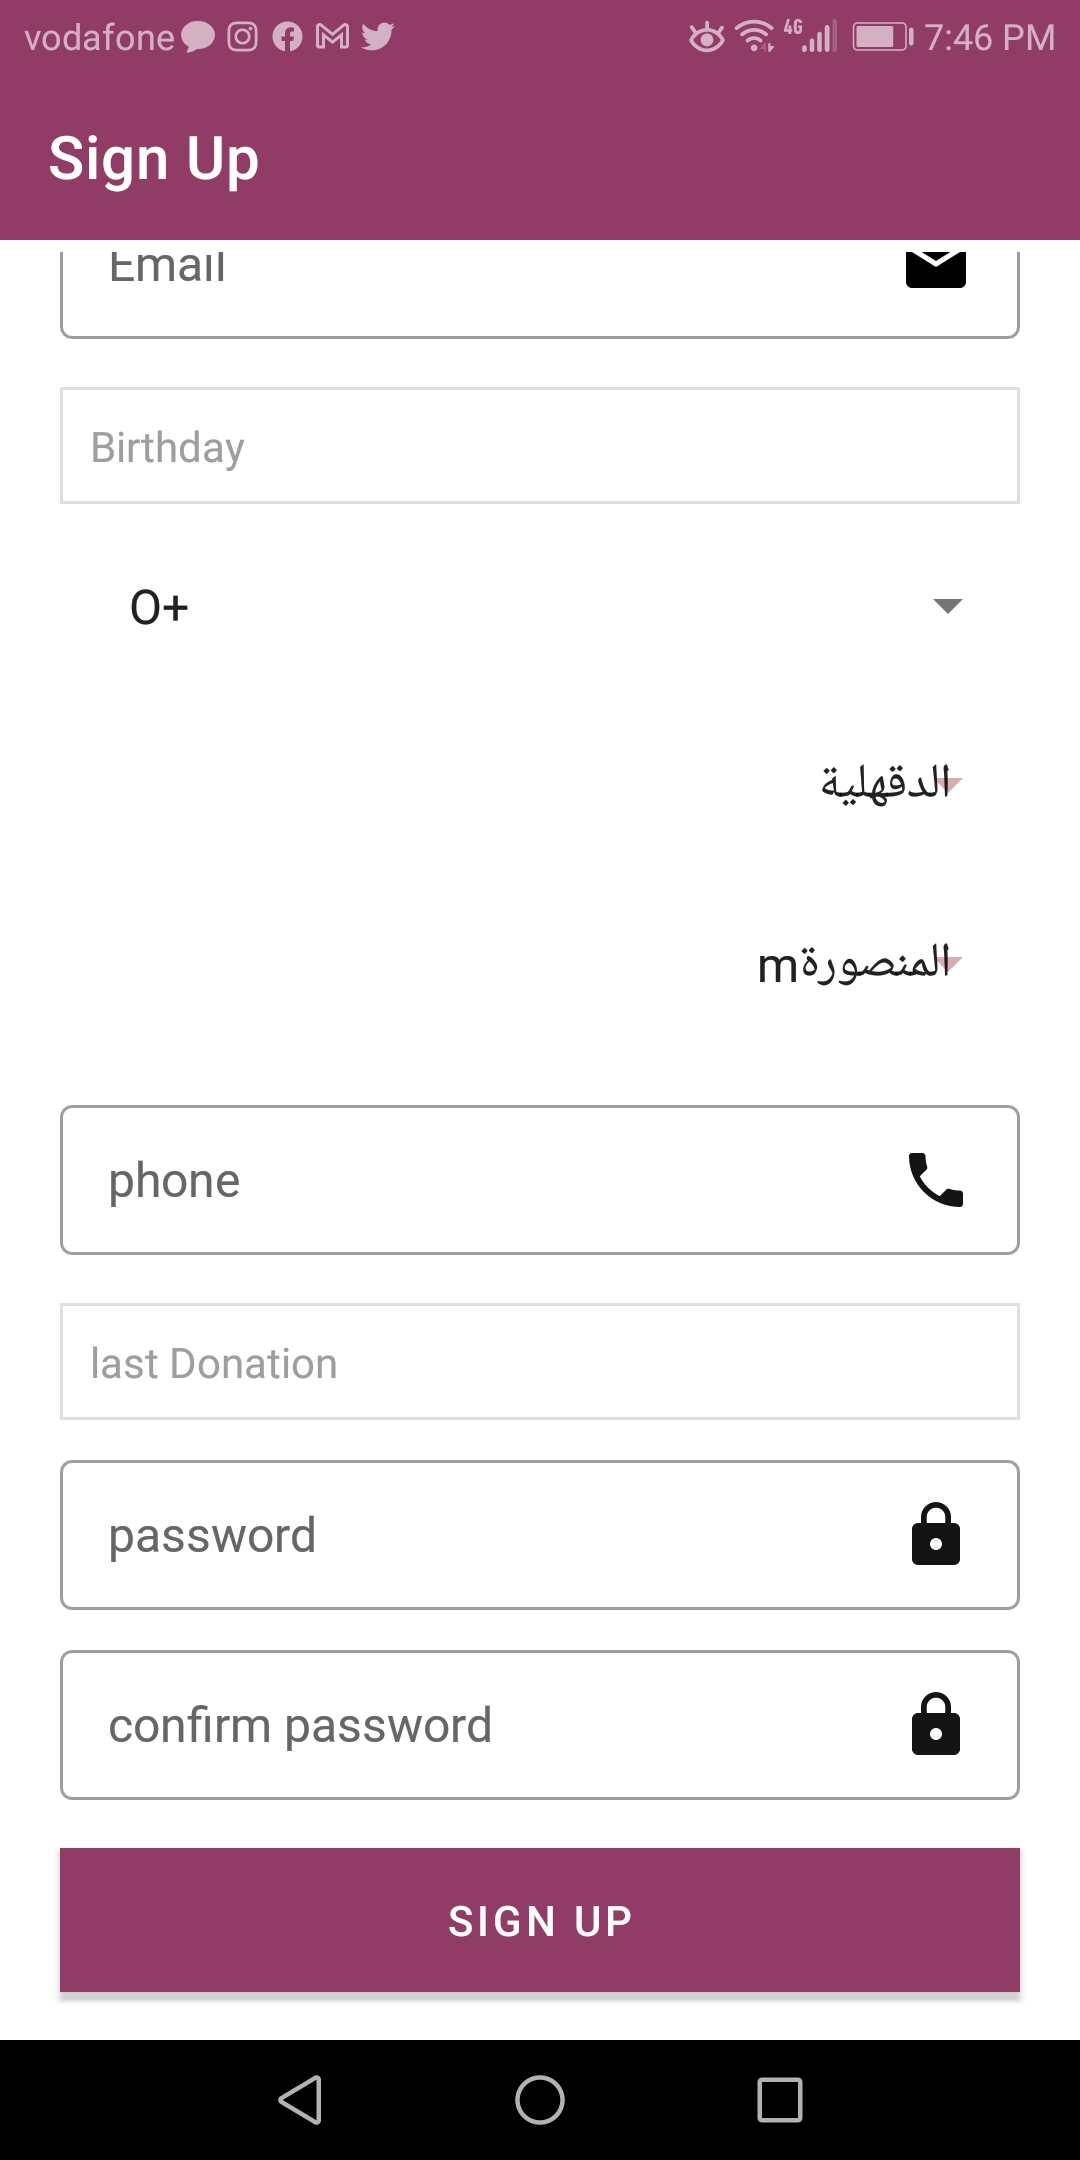 vodafone 4G 7:46 PM
Sign Up
Email
Birthday
O+
الدقهلية
المنصورةm
phone
last Donation
password
confirm password
SIGN UP